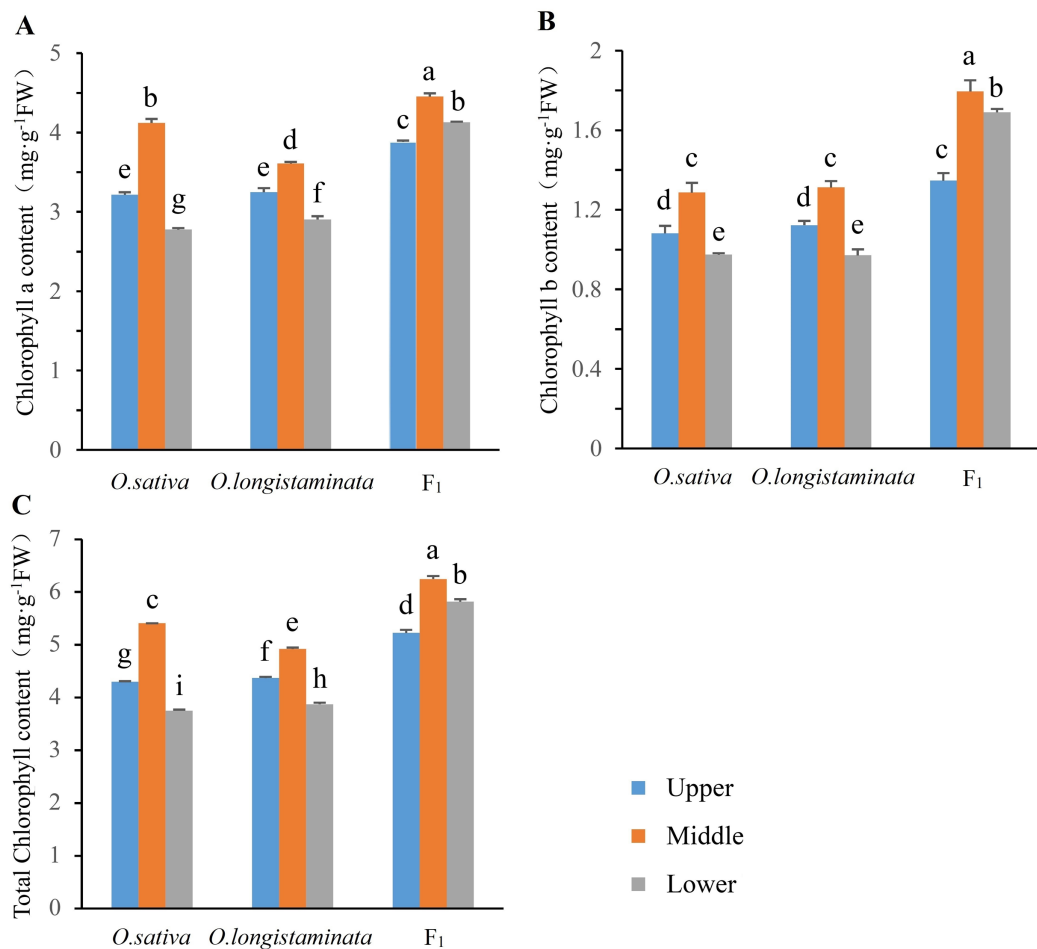 A
Chlorophyll a content（mg·g⁻¹FW）
5
4
3
2
1
0
e
b
g
e
d
f
c
a
b
O.sativa
O.longistaminata
F₁
B
Chlorophyll b content（mg·g⁻¹FW）
2
1.6
1.2
0.8
0.4
0
d
c
e
d
c
e
c
a
b
O.sativa
O.longistaminata
F₁
C
Total Chlorophyll content（mg·g⁻¹FW）
7
6
5
4
3
2
1
0
g
c
i
f
e
h
d
a
b
O.sativa
O.longistaminata
F₁
Upper
Middle
Lower